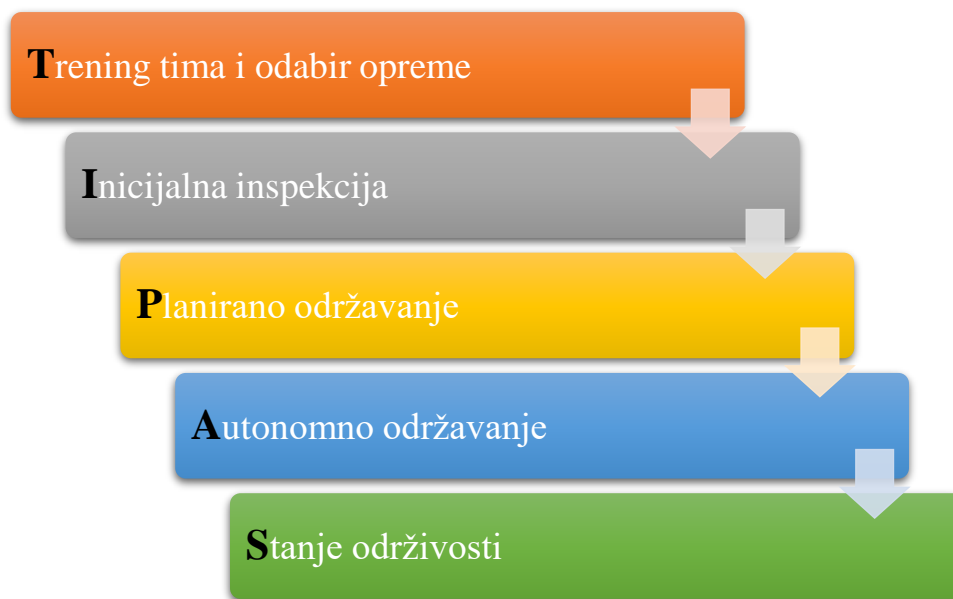 Trening tima i odabir opreme
Inicijalna inspekcija
Planirano održavanje
Autonomno održavanje
Stanje održivosti